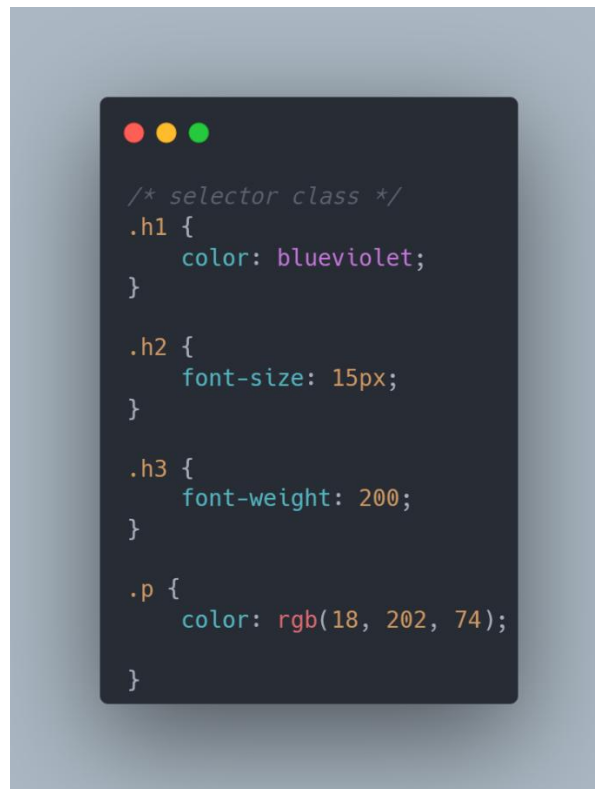 /* selector class */
.h1 {
    color: blueviolet;
}
.h2 {
    font-size: 15px;
}
.h3 {
    font-weight: 200;
}
.p {
    color: rgb(18, 202, 74);
}